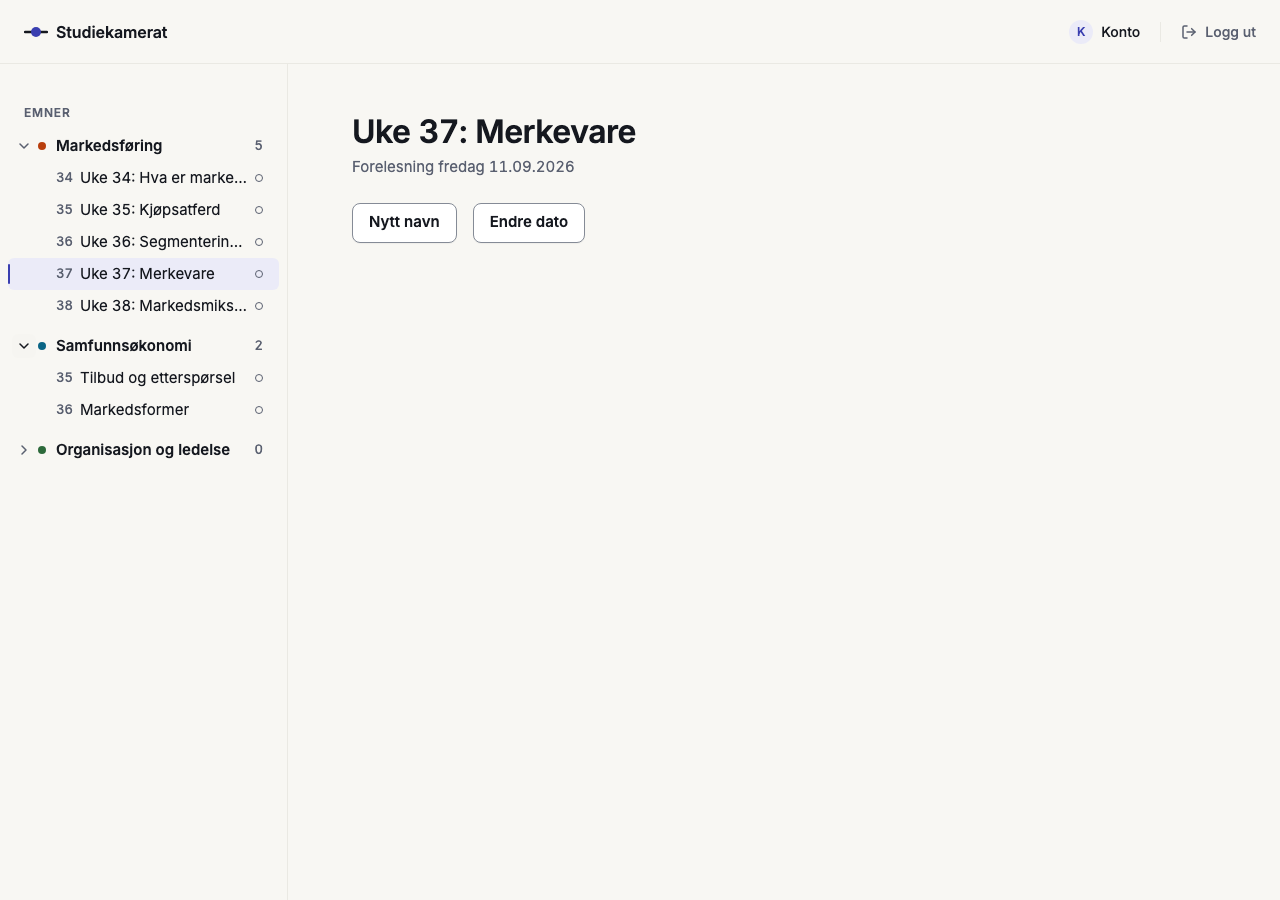 Studiekamerat
K Konto Logg ut
EMNER
Markedsføring 5
34 Uke 34: Hva er marke...
35 Uke 35: Kjøpsatferd
36 Uke 36: Segmenterin...
37 Uke 37: Merkevare
38 Uke 38: Markedsmiks...
Samfunnsøkonomi 2
35 Tilbud og etterspørsel
36 Markedsformer
Organisasjon og ledelse 0
Uke 37: Merkevare
Forelesning fredag 11.09.2026
Nytt navn Endre dato